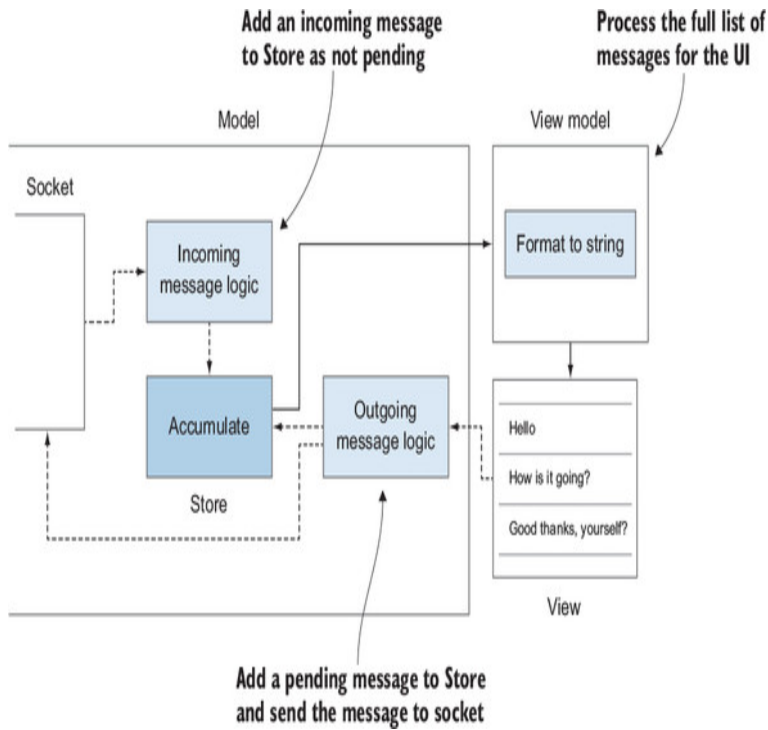 Add an incoming message
to Store as not pending
Process the full list of
messages for the UI
Model
View model
Socket
Incoming
message logic
Format to string
Accumulate
Outgoing
message logic
Store
Hello
How is it going?
Good thanks, yourself?
View
Add a pending message to Store
and send the message to socket